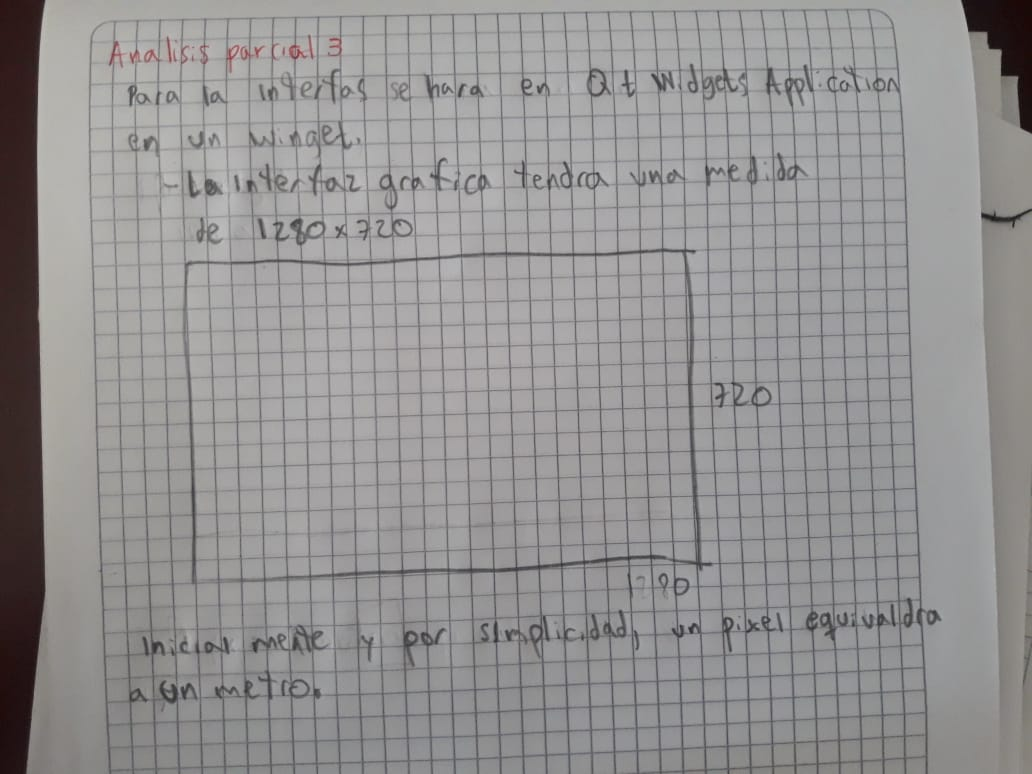 Analisis parcial 3
Para la interfas se hara en Qt Widgets Application
en un winget.
- La interfaz grafica tendra una medida
de 1280x720
720
1280
Inicialmente y por simplicidad, un pixel equivaldra
a un metro.